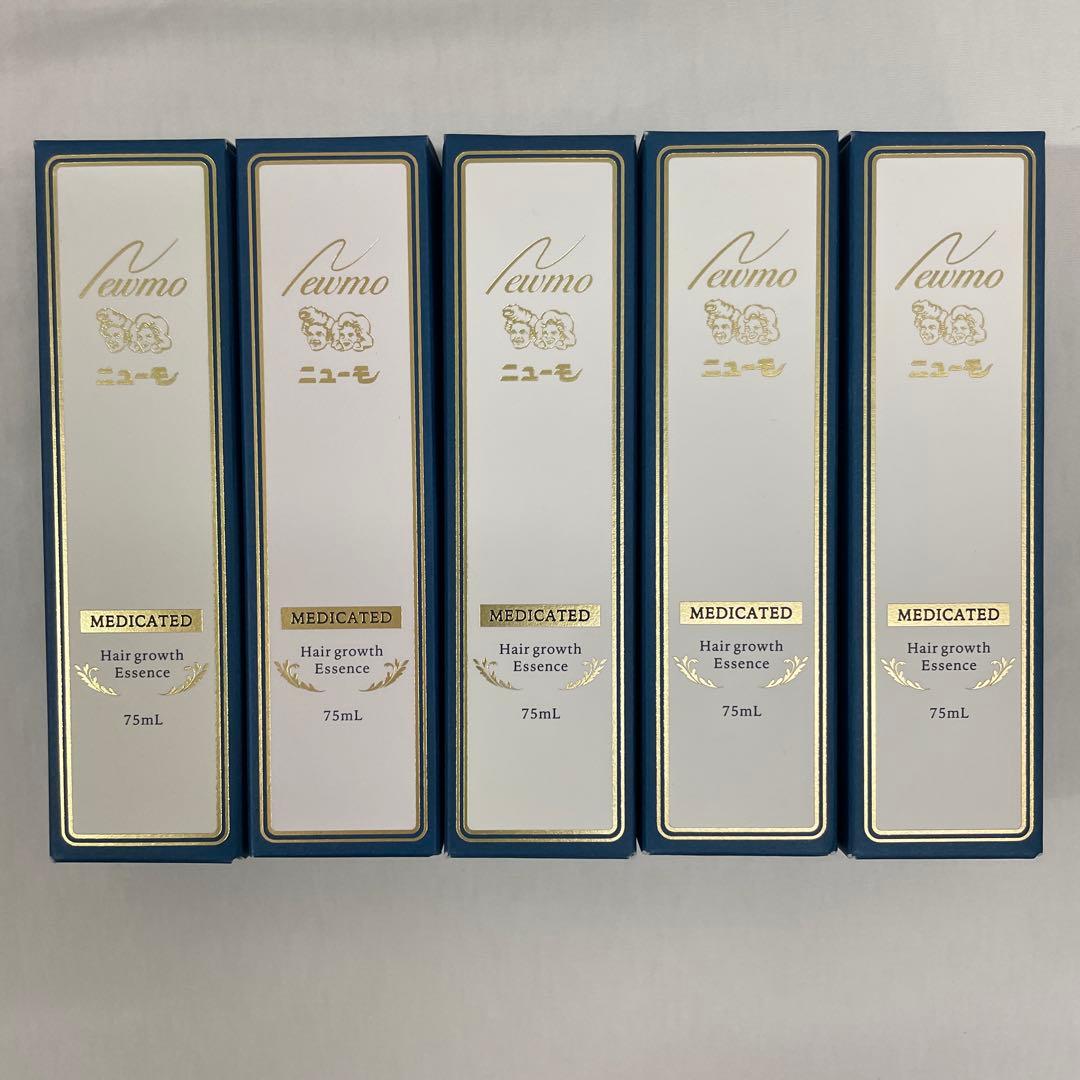 Newmo
ニューモ
MEDICATED
Hair growth
Essence
75mL
Newmo
ニューモ
MEDICATED
Hair growth
Essence
75mL
Newmo
ニューモ
MEDICATED
Hair growth
Essence
75mL
Newmo
ニューモ
MEDICATED
Hair growth
Essence
75mL
Newmo
ニューモ
MEDICATED
Hair growth
Essence
75mL